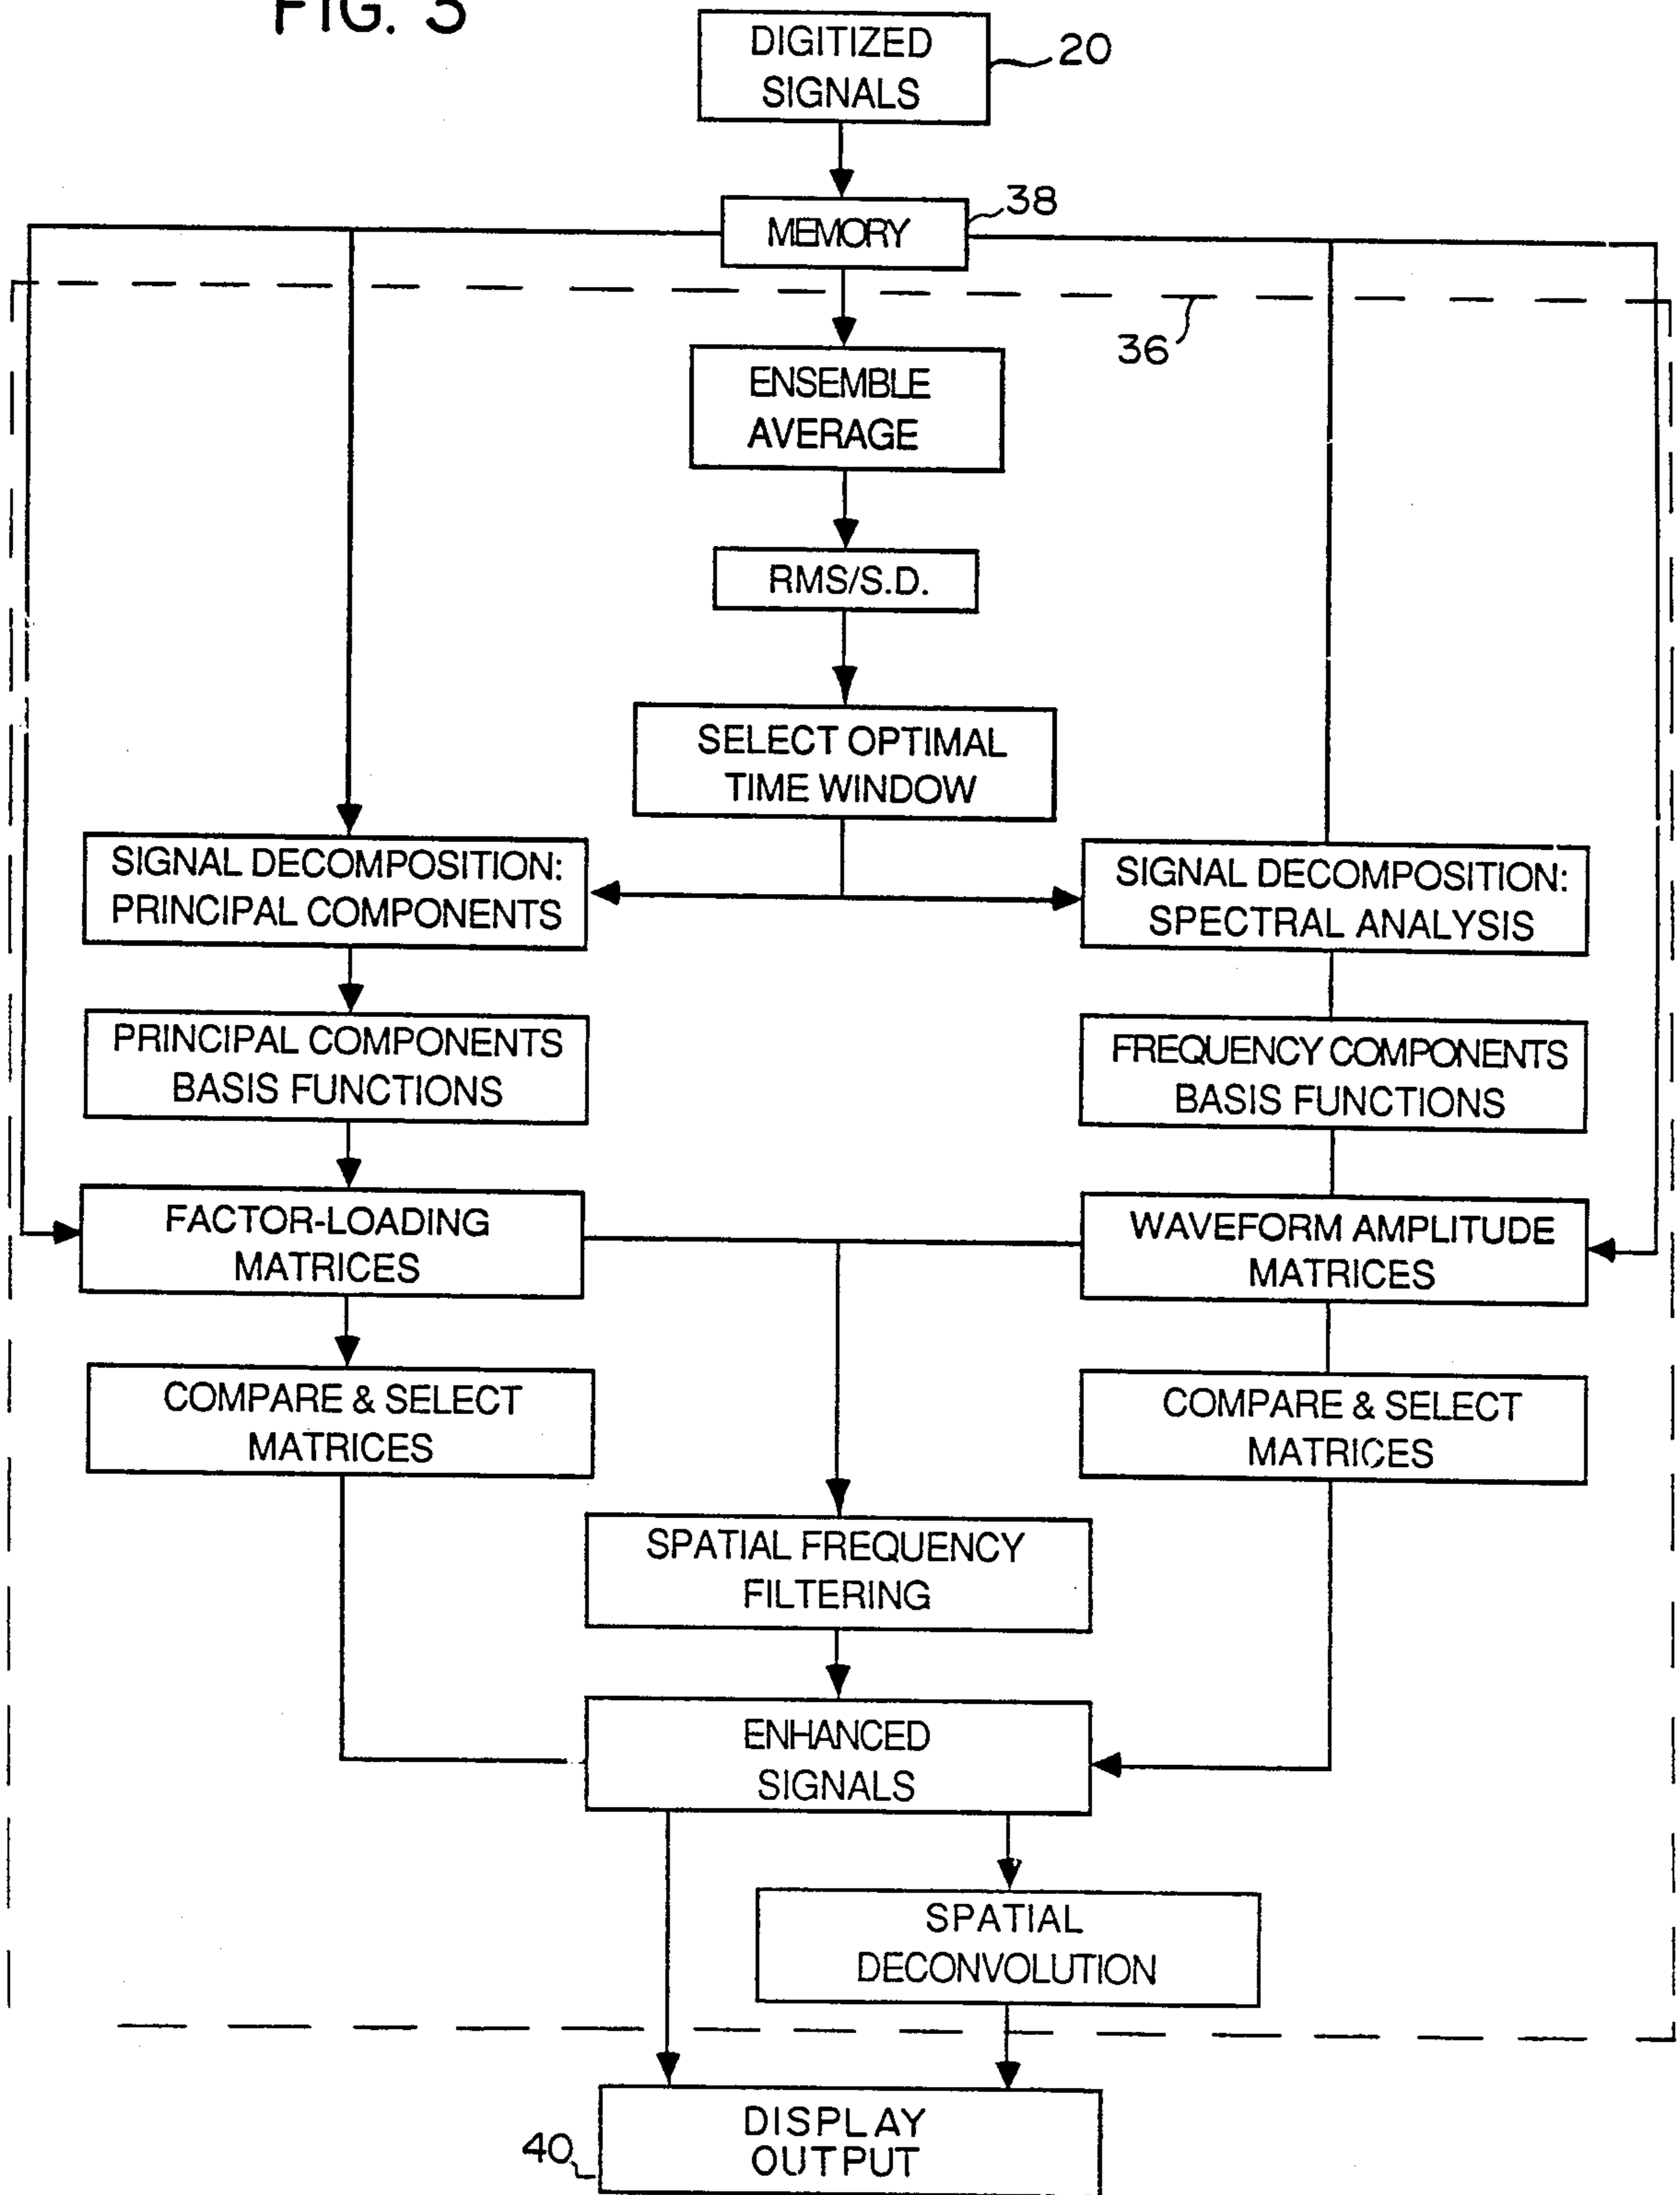 FIG. 3
DIGITIZED
SIGNALS
20
MEMORY
38
36
ENSEMBLE
AVERAGE
RMS/S.D.
SELECT OPTIMAL
TIME WINDOW
SIGNAL DECOMPOSITION:
PRINCIPAL COMPONENTS
SIGNAL DECOMPOSITION:
SPECTRAL ANALYSIS
PRINCIPAL COMPONENTS
BASIS FUNCTIONS
FREQUENCY COMPONENTS
BASIS FUNCTIONS
FACTOR-LOADING
MATRICES
WAVEFORM AMPLITUDE
MATRICES
COMPARE & SELECT
MATRICES
COMPARE & SELECT
MATRICES
SPATIAL FREQUENCY
FILTERING
ENHANCED
SIGNALS
SPATIAL
DECONVOLUTION
DISPLAY
OUTPUT
40